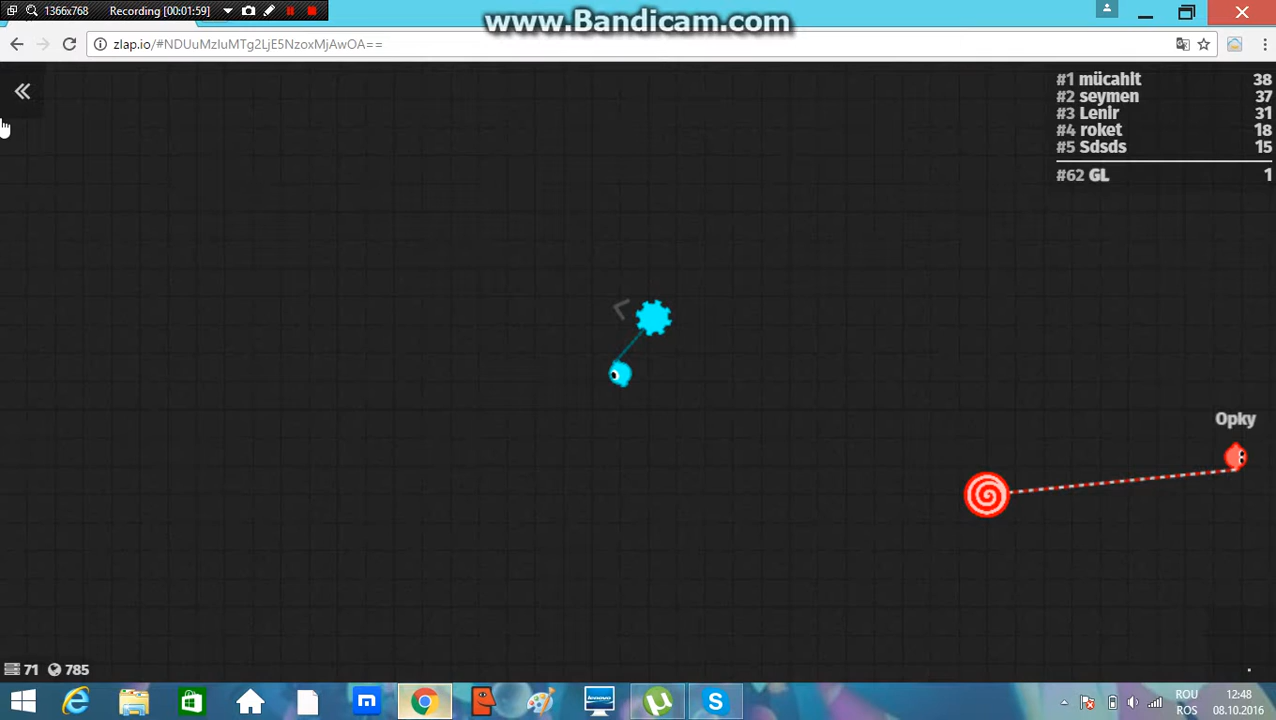 1366x768 Recording [00:01:59]
www.Bandicam.com
zlap.io/#NDUuMzIuMTg2LjE5NzoxMjAwOA==
#1 mücahlt 38
#2 seymen 37
#3 Lenir 31
#4 roket 18
#5 Sdsds 15
#62 GL 1
Opky
71 785
ROU 12:48
ROS 08.10.2016